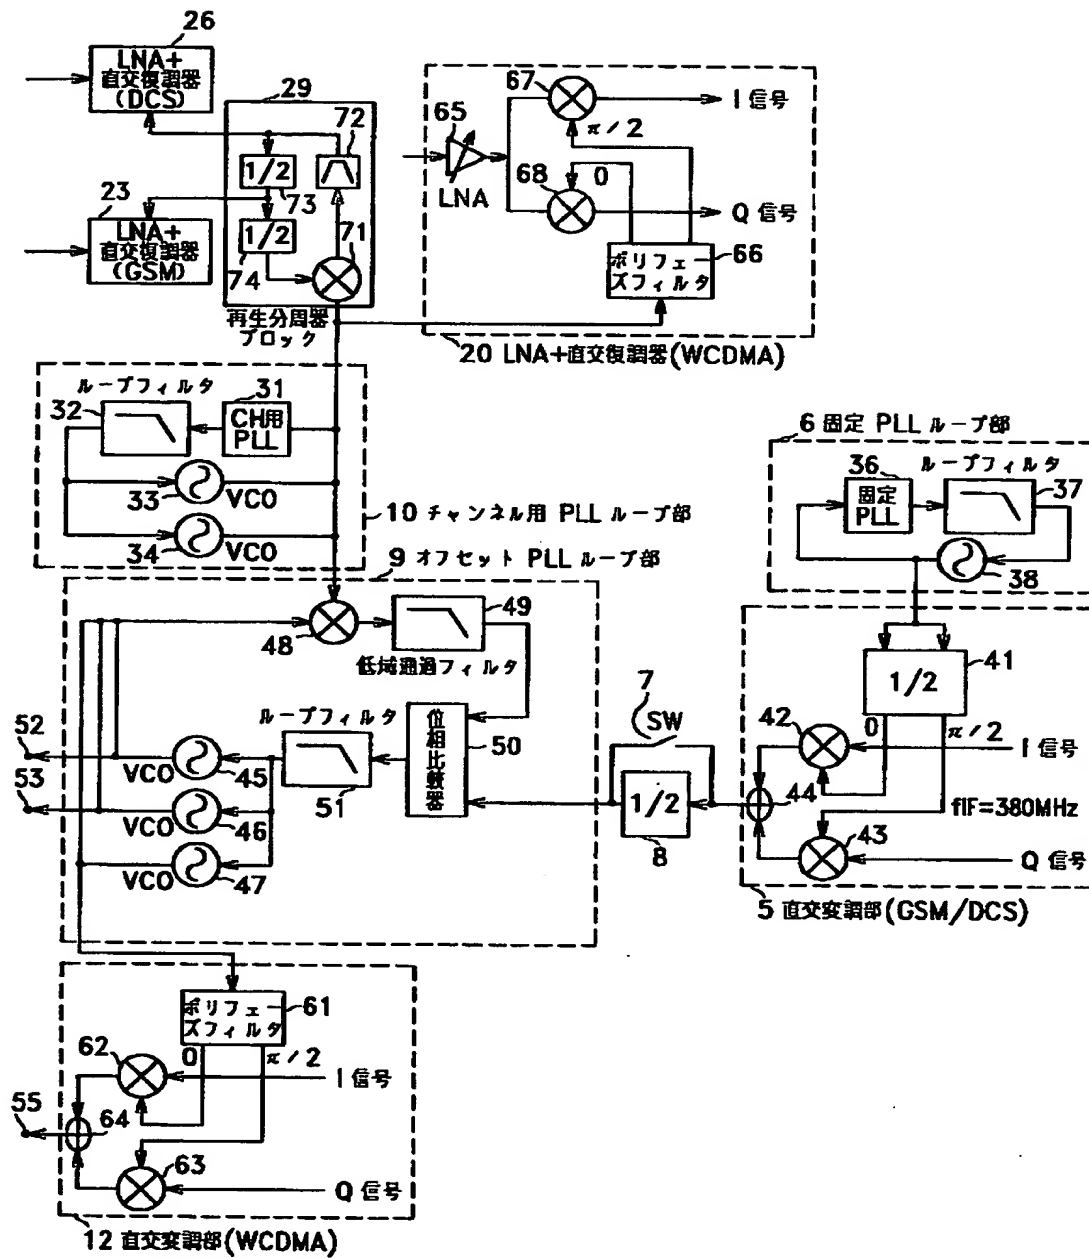 26
LNA+
直交復調器
(DCS)
29
72
1/2
73
23
LNA+
直交復調器
(GSM)
1/2
74
71
再生分周器
ブロック
65
LNA
67
π/2
I 信号
68
0
Q 信号
ポリフェー
ズフィルタ
66
20 LNA+直交復調器(WCDMA)
ループフィルタ
32
31
CH用
PLL
33
VCO
34
VCO
10 チャンネル用 PLL ループ部
6 固定 PLL ループ部
36
ループフィルタ
固定
PLL
37
38
9 オフセット PLL ループ部
48
49
低域通過フィルタ
ループフィルタ
51
位相比較器
50
52
53
VCO
45
VCO
46
VCO
47
7
SW
1/2
8
1/2
41
42
0
π/2
I 信号
44
fIF=380MHz
43
Q 信号
5 直交変調部(GSM/DCS)
ポリフェー
ズフィルタ
61
62
0
π/2
I 信号
55
64
63
Q 信号
12 直交変調部(WCDMA)